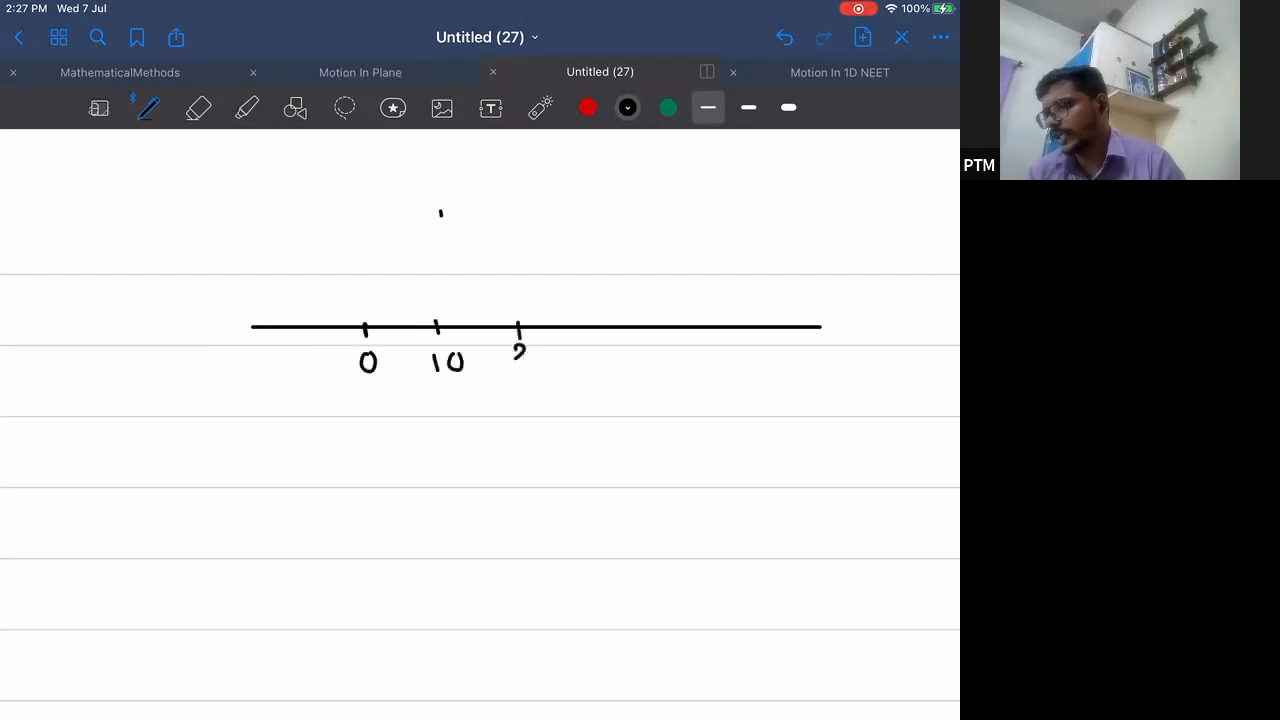 2:27 PM Wed 7 Jul 100%
Untitled (27)
MathematicalMethods Motion In Plane Untitled (27) Motion In 1D NEET
T
PTM
0 10